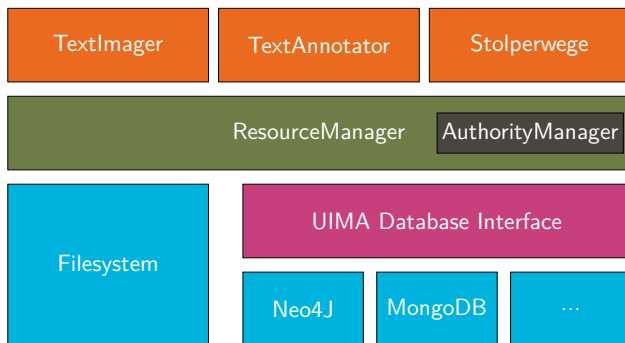 TextImager
TextAnnotator
Stolperwege
ResourceManager
AuthorityManager
Filesystem
UIMA Database Interface
Neo4J
MongoDB
...